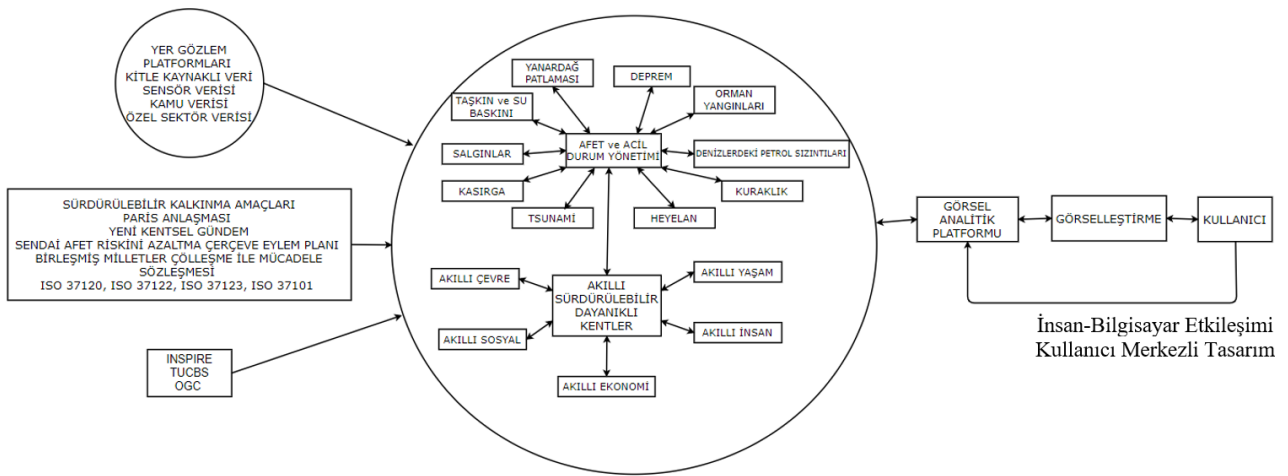 YER GÖZLEM
PLATFORMLARI
KİTLE KAYNAKLI VERİ
SENSÖR VERİSİ
KAMU VERİSİ
ÖZEL SEKTÖR VERİSİ
SÜRDÜRÜLEBİLİR KALKINMA AMAÇLARI
PARİS ANLAŞMASI
YENİ KENTSEL GÜNDEM
SENDAİ AFET RİSKİNİ AZALTMA ÇERÇEVE EYLEM PLANI
BİRLEŞMİŞ MİLLETLER ÇÖLLEŞME İLE MÜCADELE
SÖZLEŞMESİ
ISO 37120, ISO 37122, ISO 37123, ISO 37101
INSPIRE
TUCBS
OGC
YANARDAĞ
PATLAMASI
DEPREM
TAŞKIN ve SU
BASKINI
ORMAN
YANGINLARI
SALGINLAR
AFET ve ACİL
DURUM YÖNETİMİ
DENİZLERDEKİ PETROL SIZINTILARI
KASIRGA
KURAKLIK
TSUNAMİ
HEYELAN
AKILLI ÇEVRE
AKILLI YAŞAM
AKILLI
SÜRDÜRÜLEBİLİR
DAYANIKLI
KENTLER
AKILLI SOSYAL
AKILLI İNSAN
AKILLI EKONOMİ
GÖRSEL
ANALİTİK
PLATFORMU
GÖRSELLEŞTİRME
KULLANICI
İnsan-Bilgisayar Etkileşimi
Kullanıcı Merkezli Tasarım